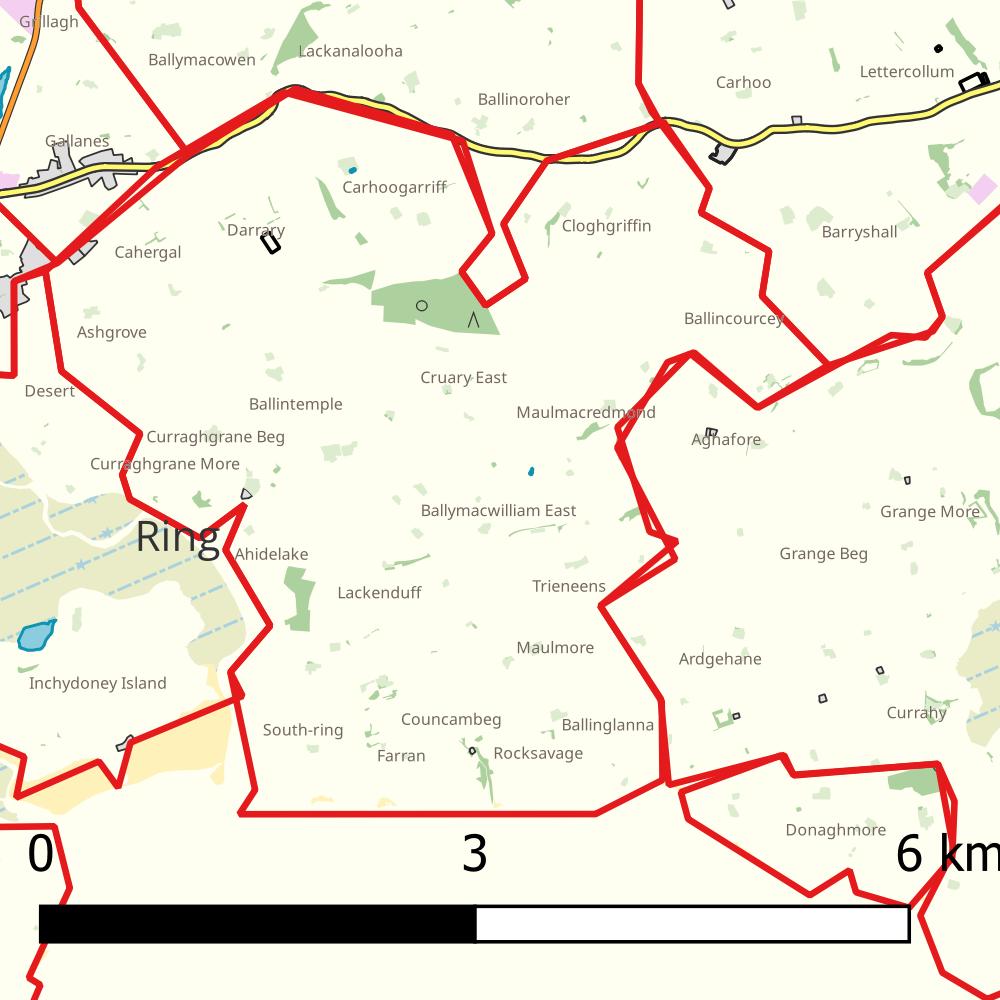 Grillagh
Lackanalooha
Ballymacowen
Lettercollum
Carhoo
Ballinoroher
Gallanes
Carhoogarriff
Cloghgriffin
Darrary
Barryshall
Cahergal
Ballincourcey
Ashgrove
Cruary East
Desert
Ballintemple
Maulmacredmond
Curraghgrane Beg
Aghafore
Curraghgrane More
Ballymacwilliam East
Grange More
Ring
Ahidelake
Grange Beg
Trieneens
Lackenduff
Maulmore
Ardgehane
Inchydoney Island
Currahy
Councambeg
Ballinglanna
South-ring
Rocksavage
Farran
Donaghmore
0 3 6 km